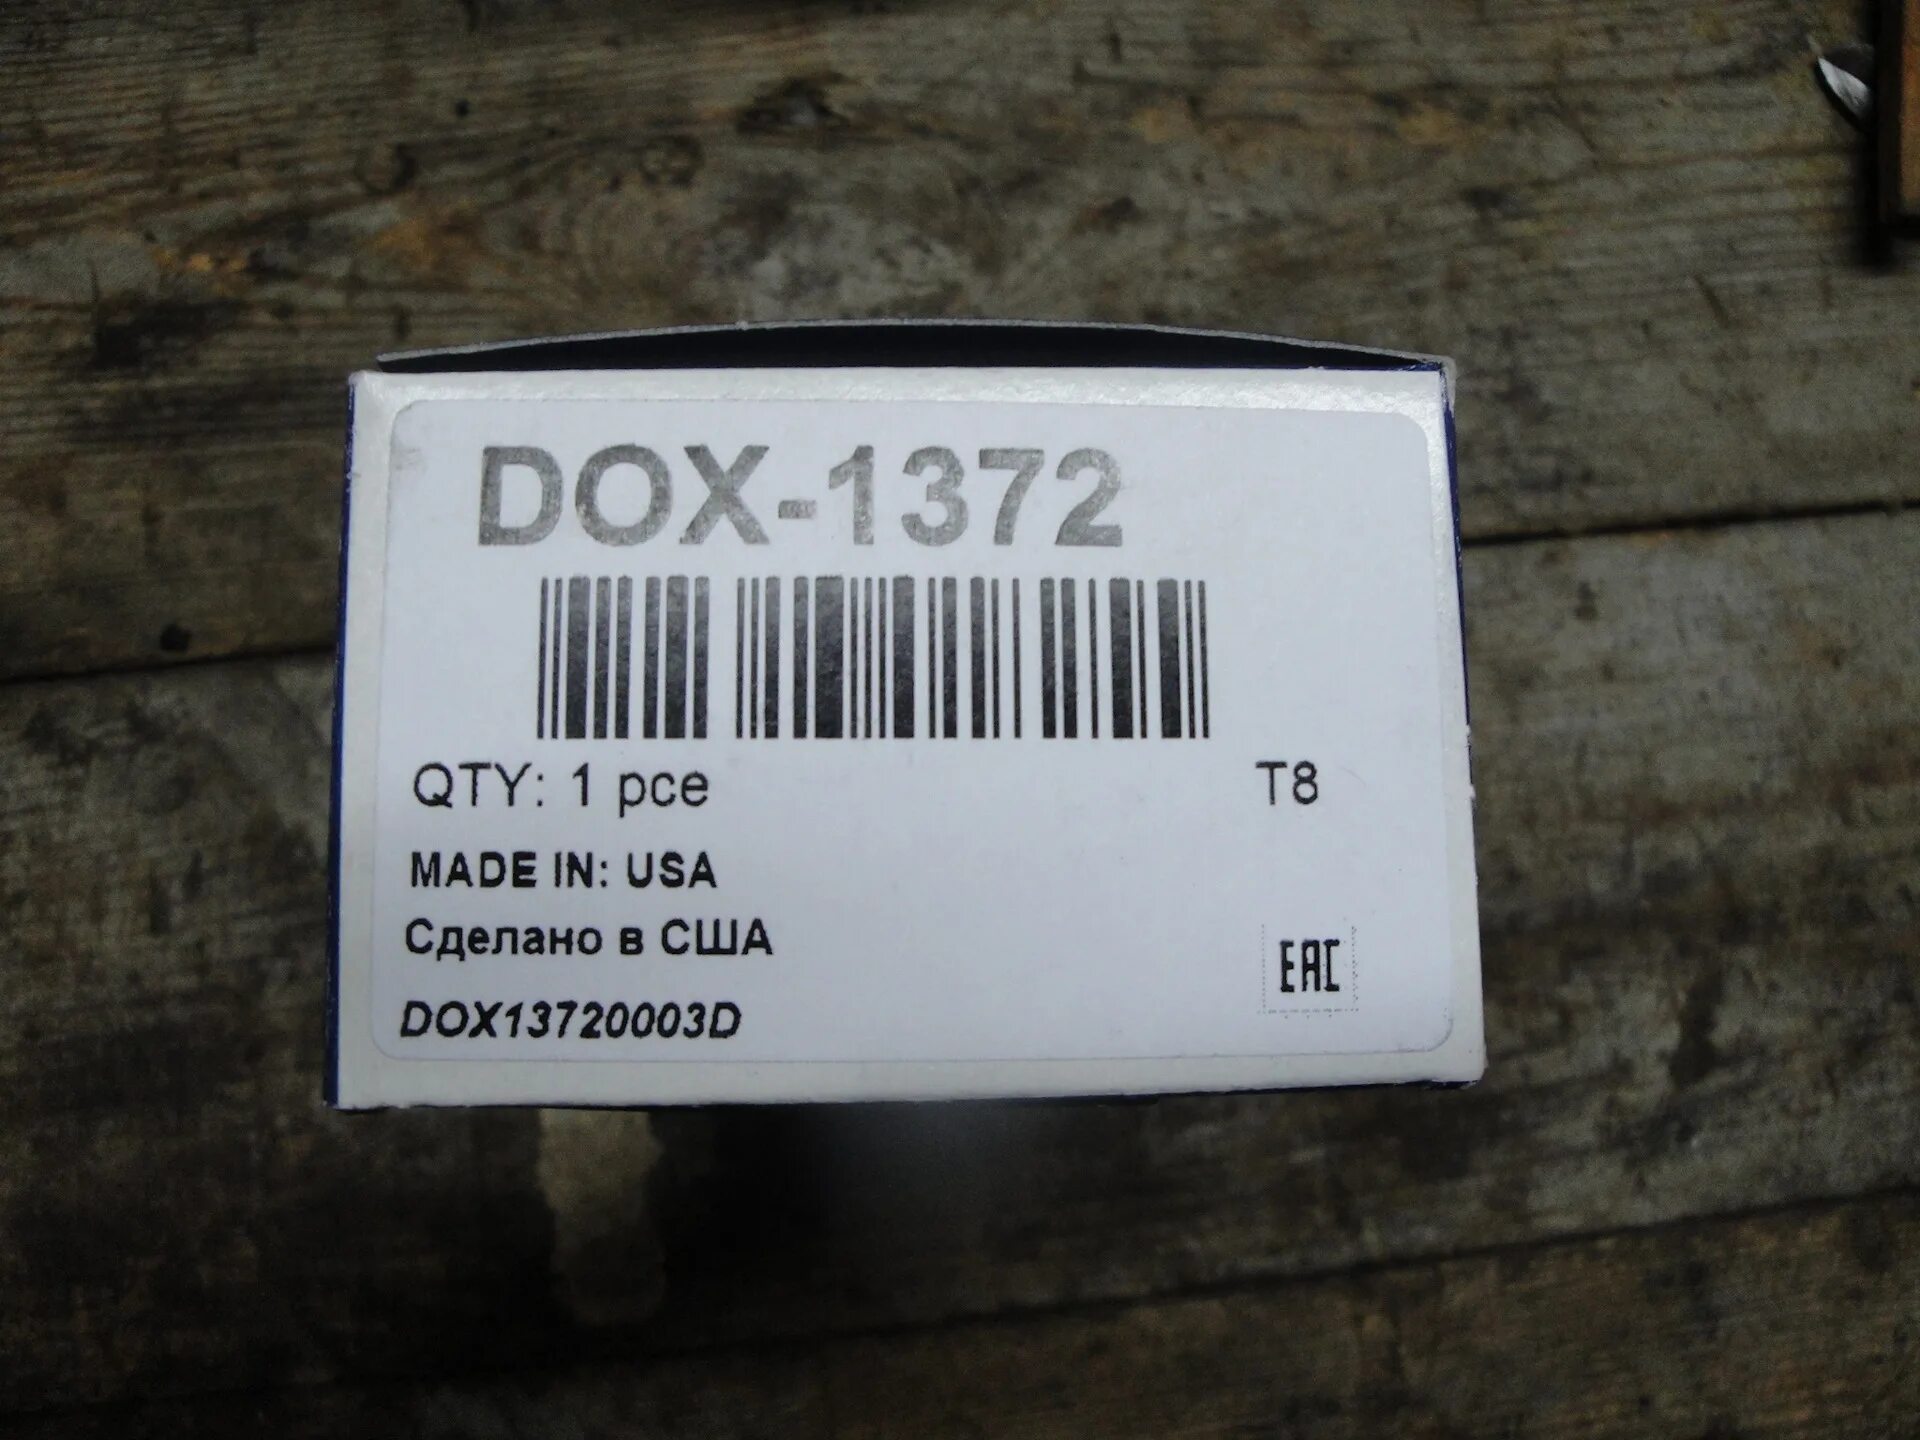 DOX-1372
QTY: 1 pce T8
MADE IN: USA
Сделано в США
EAC
DOX13720003D